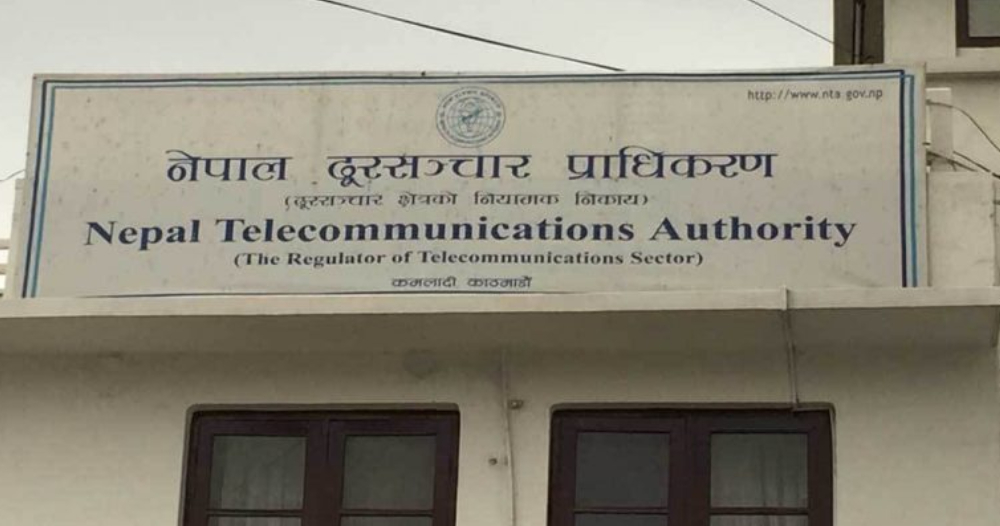 http://www.nta.gov.np
नेपाल दूरसञ्चार प्राधिकरण
(दूरसञ्चार क्षेत्रको नियामक निकाय)
Nepal Telecommunications Authority
(The Regulator of Telecommunications Sector)
कमलादी, काठमाडौं